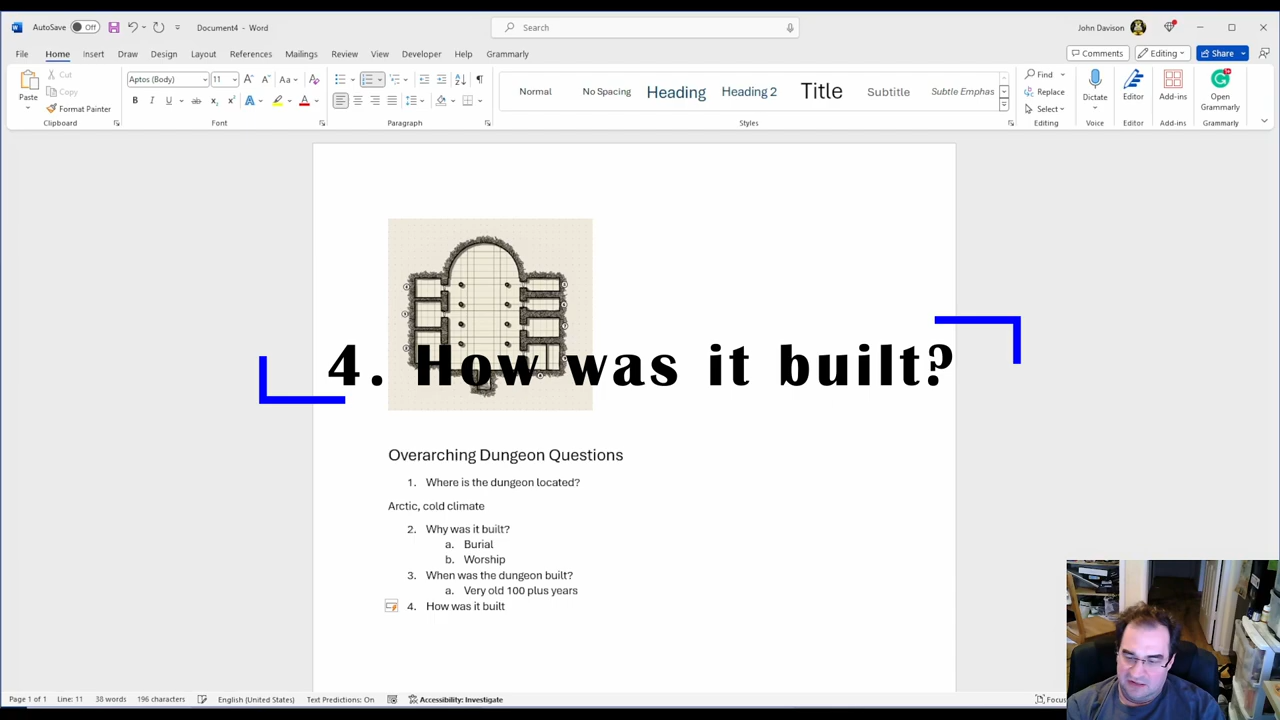 AutoSave Off Document4 - Word Search John Davison
File Home Insert Draw Design Layout References Mailings Review View Developer Help Grammarly Comments Editing Share
Paste Cut Copy Format Painter Aptos (Body) 11 Normal No Spacing Heading Heading 2 Title Subtitle Subtle Emphas Find Replace Select Dictate Editor Add-ins Open Grammarly
Clipboard Font Paragraph Styles Editing Voice Editor Add-ins Grammarly
4. How was it built?
Overarching Dungeon Questions
1. Where is the dungeon located?
Arctic, cold climate
2. Why was it built?
a. Burial
b. Worship
3. When was the dungeon built?
a. Very old 100 plus years
4. How was it built
Page 1 of 1 Line: 11 38 words 196 characters English (United States) Text Predictions: On Accessibility: Investigate Focus